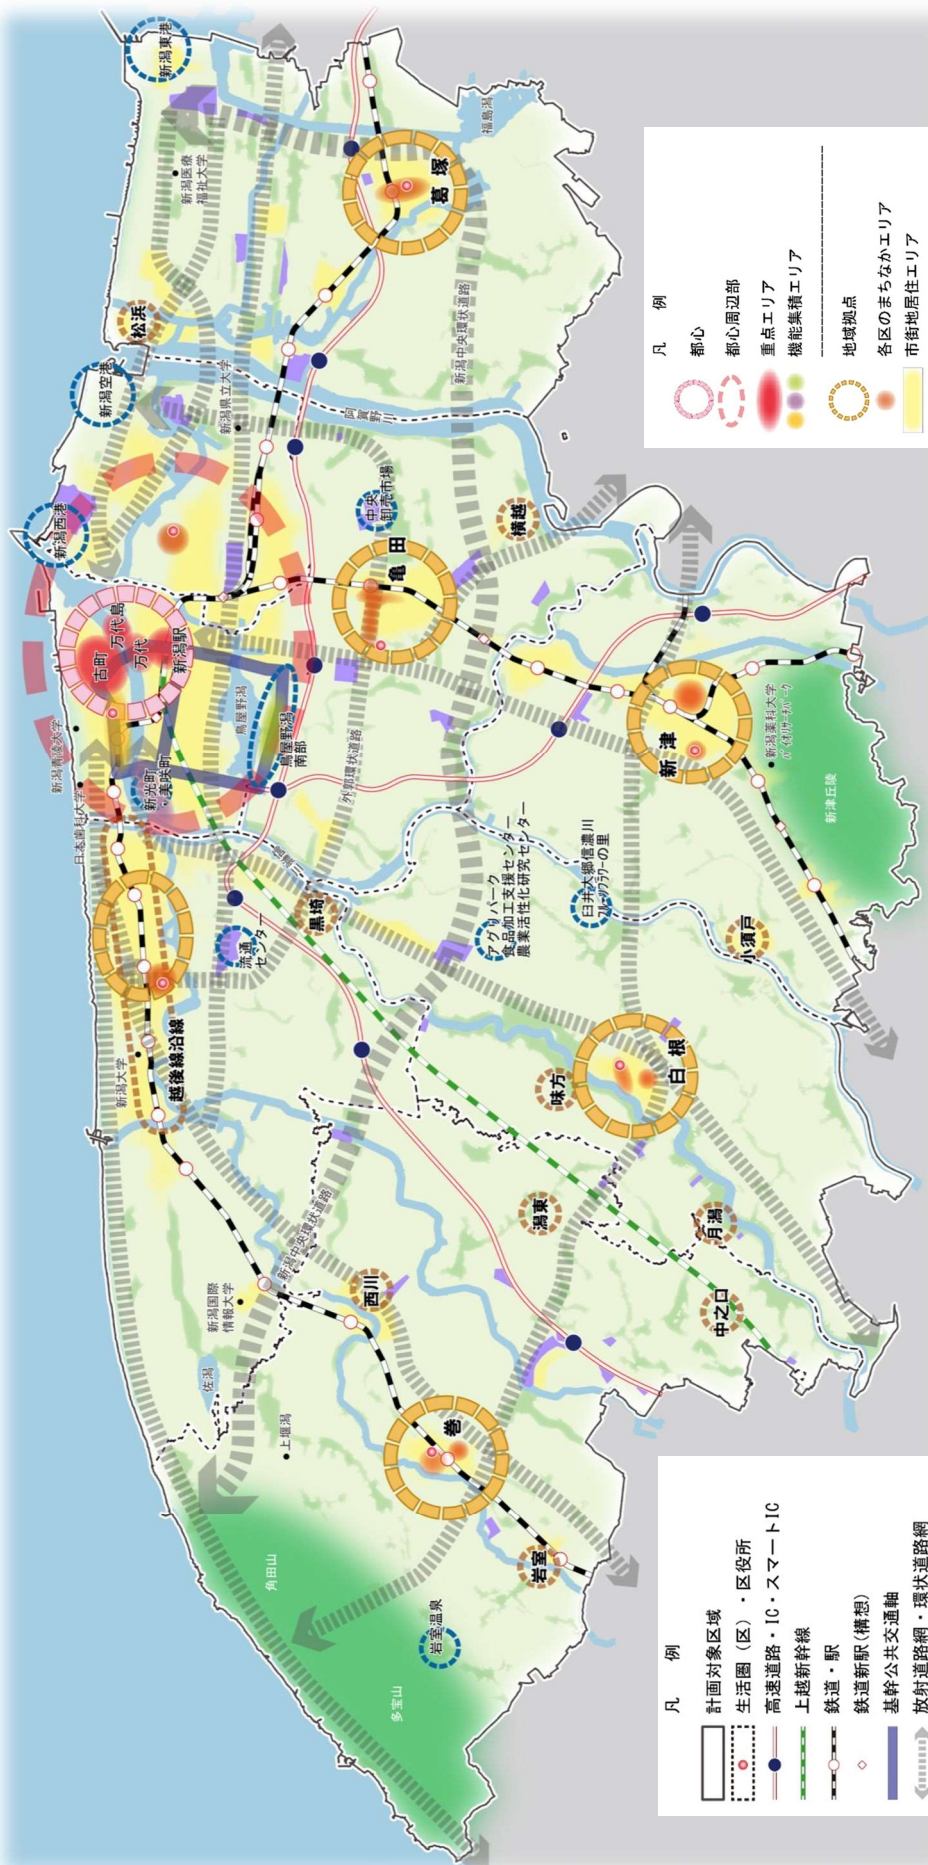 新潟東港
新潟医療
福祉大学
福島潟
葛塚
松浜
新潟空港
新潟県立大学
阿賀野川
新潟中央環状道路
新潟西港
中央
卸売市場
横越
亀田
古町
万代島
万代
新潟駅
鳥屋野潟
鳥屋野潟
南部
外郭環状道路
新潟青陵大学
日本歯科大学
新光町
・美咲町
新津
新潟薬科大学
新津丘陵
流通
センター
黒埼
アグリパーク
食品加工支援センター
農業活性化研究センター
臼井大郷信濃川
フルーツフラワーの里
小須戸
新潟大学
越後線沿線
味方
白根
潟東
月潟
中之口
新潟中央環状道路
新潟国際
情報大学
西川
佐潟
上堰潟
巻
岩室
角田山
岩室温泉
多宝山
凡　例
都心
都心周辺部
重点エリア
機能集積エリア
地域拠点
各区のまちなかエリア
市街地居住エリア
凡　例
計画対象区域
生活圏（区）・区役所
高速道路・IC・スマートIC
上越新幹線
鉄道・駅
鉄道新駅(構想)
基幹公共交通軸
放射道路網・環状道路網